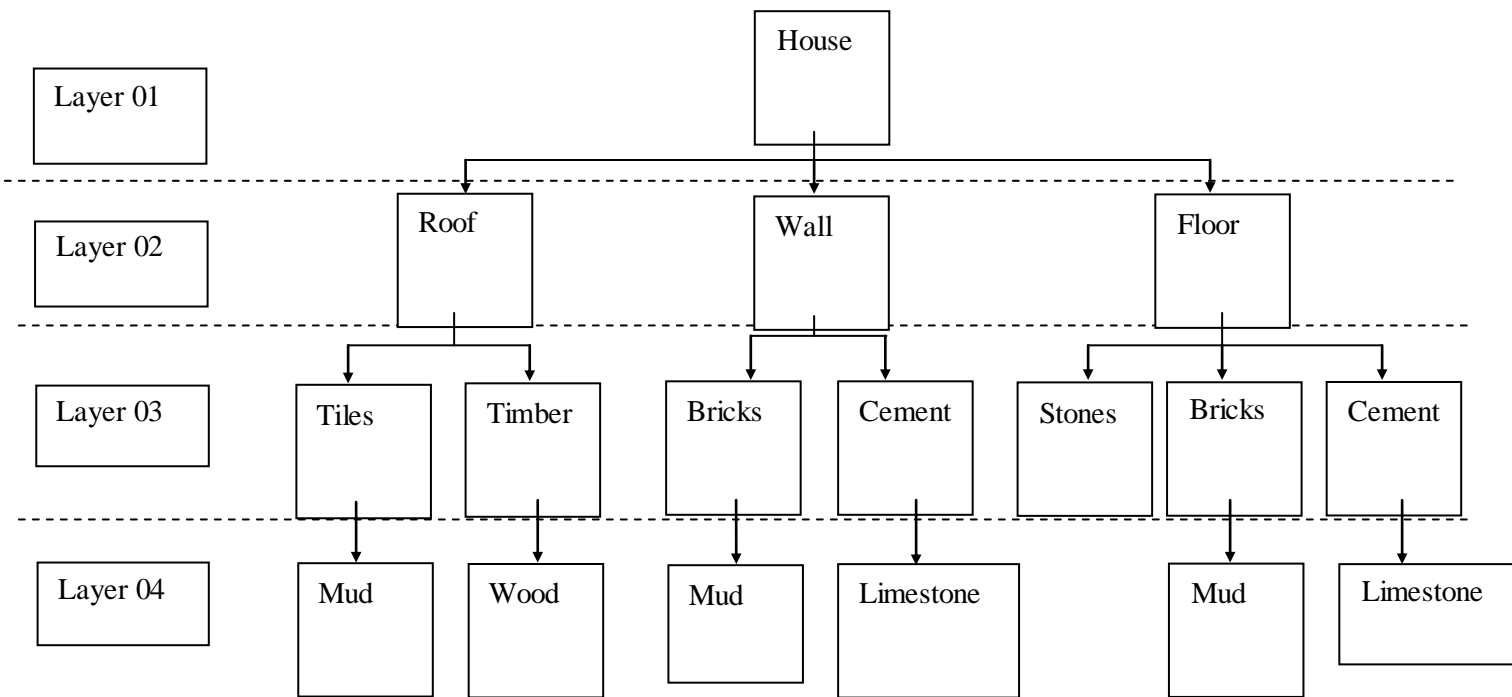 House
Layer 01
Layer 02
Roof
Wall
Floor
Layer 03
Tiles
Timber
Bricks
Cement
Stones
Bricks
Cement
Layer 04
Mud
Wood
Mud
Limestone
Mud
Limestone